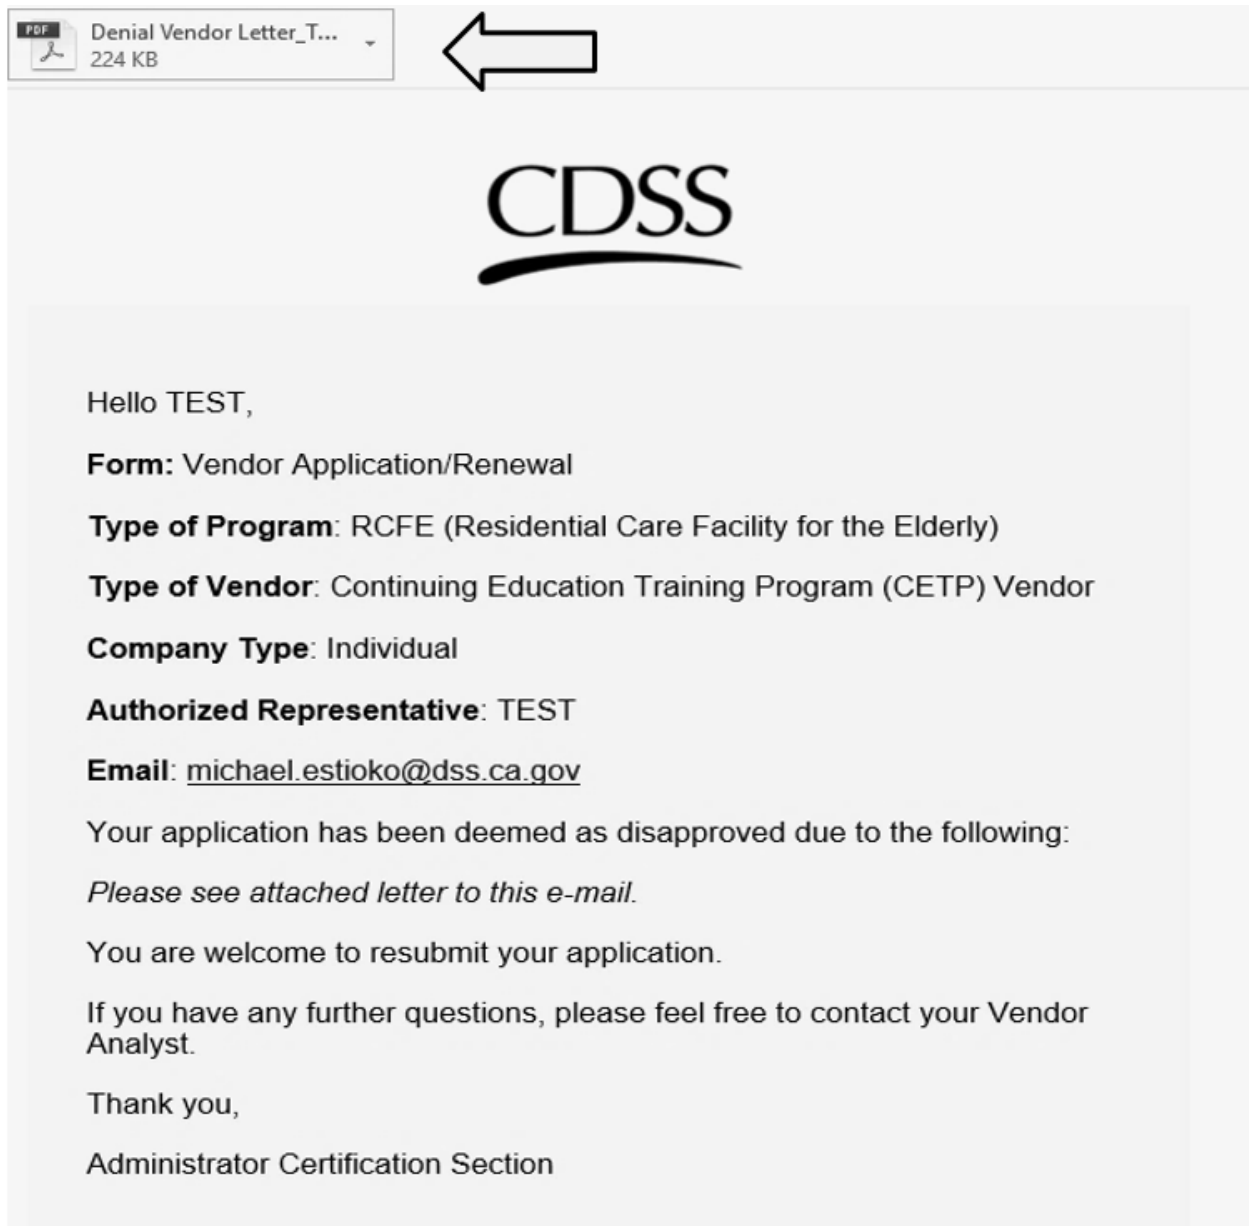 PDF
Denial Vendor Letter_T...
224 KB
CDSS
Hello TEST,
Form: Vendor Application/Renewal
Type of Program: RCFE (Residential Care Facility for the Elderly)
Type of Vendor: Continuing Education Training Program (CETP) Vendor
Company Type: Individual
Authorized Representative: TEST
Email: michael.estioko@dss.ca.gov
Your application has been deemed as disapproved due to the following:
Please see attached letter to this e-mail.
You are welcome to resubmit your application.
If you have any further questions, please feel free to contact your Vendor
Analyst.
Thank you,
Administrator Certification Section